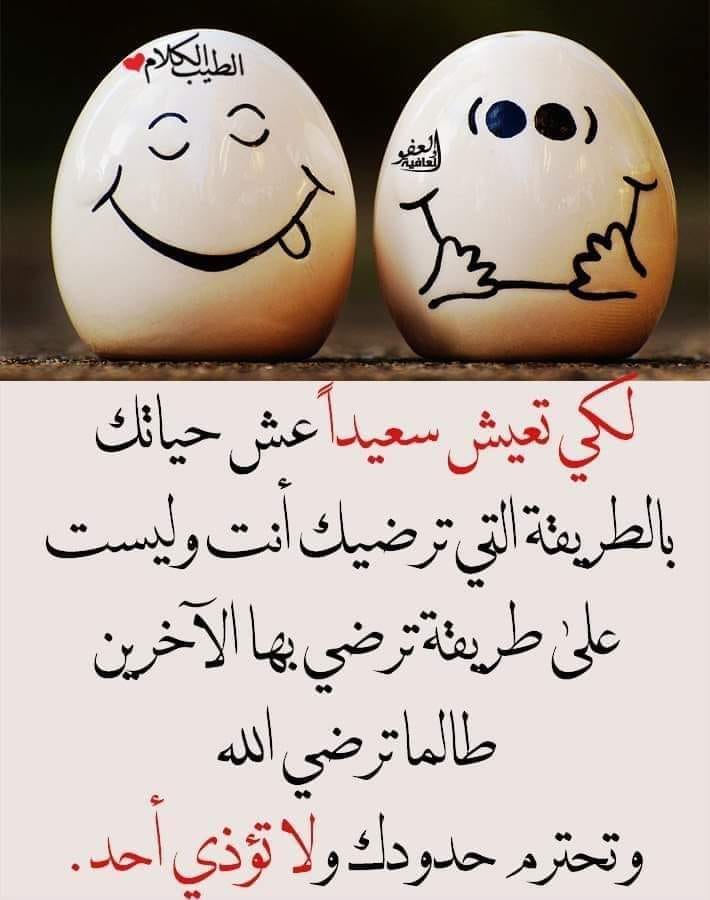 الكلام الطيب
العفو
العافية
لكي تعيش سعيداً عش حياتك
بالطريقة التي ترضيك أنت وليست
على طريقة ترضي بها الآخرين
طالما ترضي الله
وتحترم حدودك ولا تؤذي أحد.